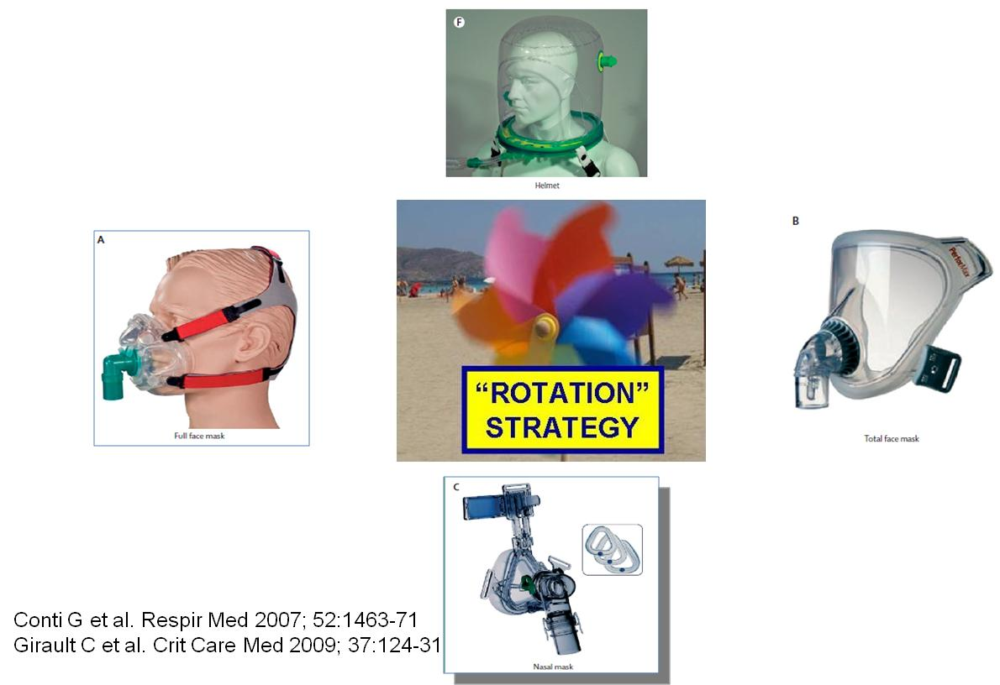 F
Helmet
A
Full face mask
“ROTATION”
STRATEGY
B
PerforMax
Total face mask
C
Nasal mask
Conti G et al. Respir Med 2007; 52:1463-71
Girault C et al. Crit Care Med 2009; 37:124-31